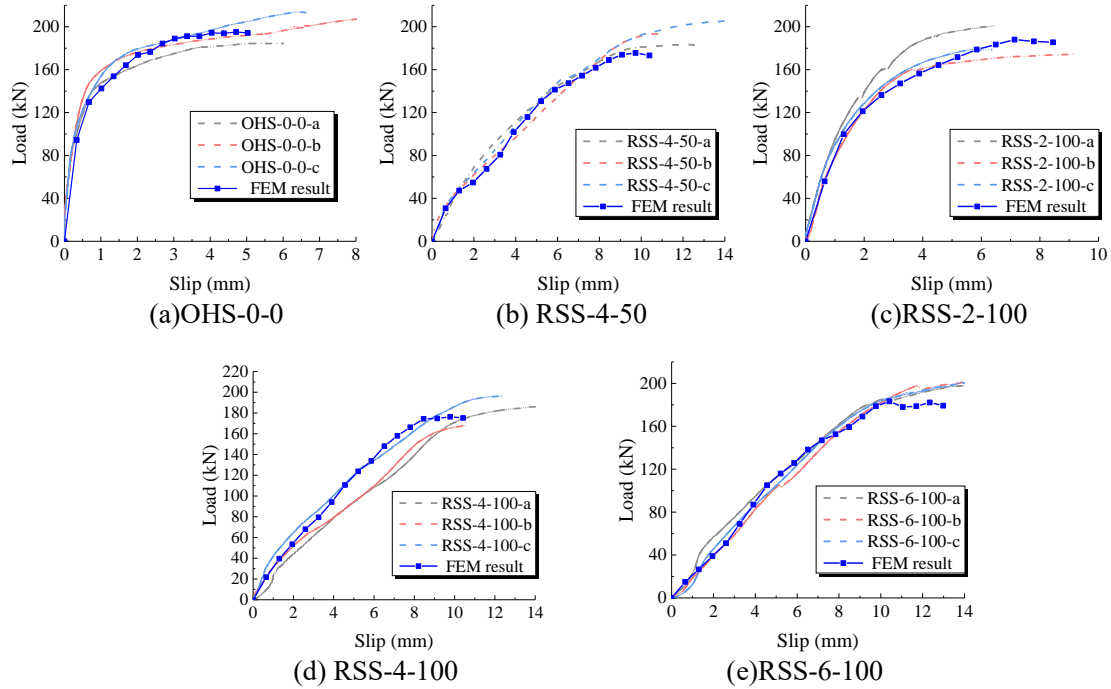 200
160
120
80
40
0
Load (kN)
OHS-0-0-a
OHS-0-0-b
OHS-0-0-c
FEM result
0 1 2 3 4 5 6 7 8
Slip (mm)
(a)OHS-0-0
200
160
120
80
40
0
Load (kN)
RSS-4-50-a
RSS-4-50-b
RSS-4-50-c
FEM result
0 2 4 6 8 10 12 14
Slip (mm)
(b) RSS-4-50
200
160
120
80
40
0
Load (kN)
RSS-2-100-a
RSS-2-100-b
RSS-2-100-c
FEM result
0 2 4 6 8 10
Slip (mm)
(c)RSS-2-100
220
200
180
160
140
120
100
80
60
40
20
0
Load (kN)
RSS-4-100-a
RSS-4-100-b
RSS-4-100-c
FEM result
0 2 4 6 8 10 12 14
Slip (mm)
(d) RSS-4-100
200
160
120
80
40
0
Load (kN)
RSS-6-100-a
RSS-6-100-b
RSS-6-100-c
FEM result
0 2 4 6 8 10 12 14
Slip (mm)
(e)RSS-6-100